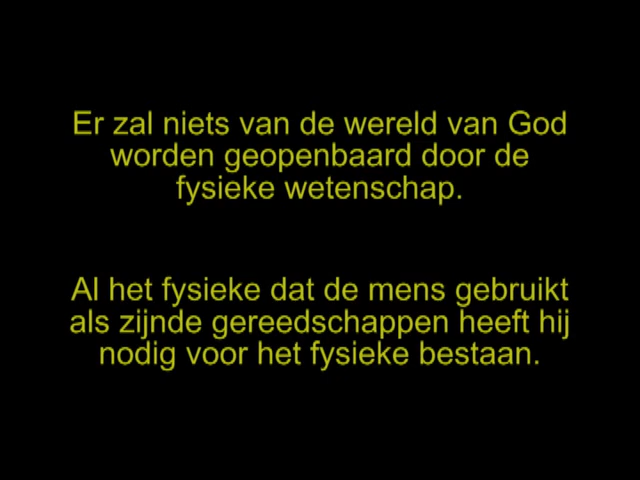 Er zal niets van de wereld van God
worden geopenbaard door de
fysieke wetenschap.
Al het fysieke dat de mens gebruikt
als zijnde gereedschappen heeft hij
nodig voor het fysieke bestaan.